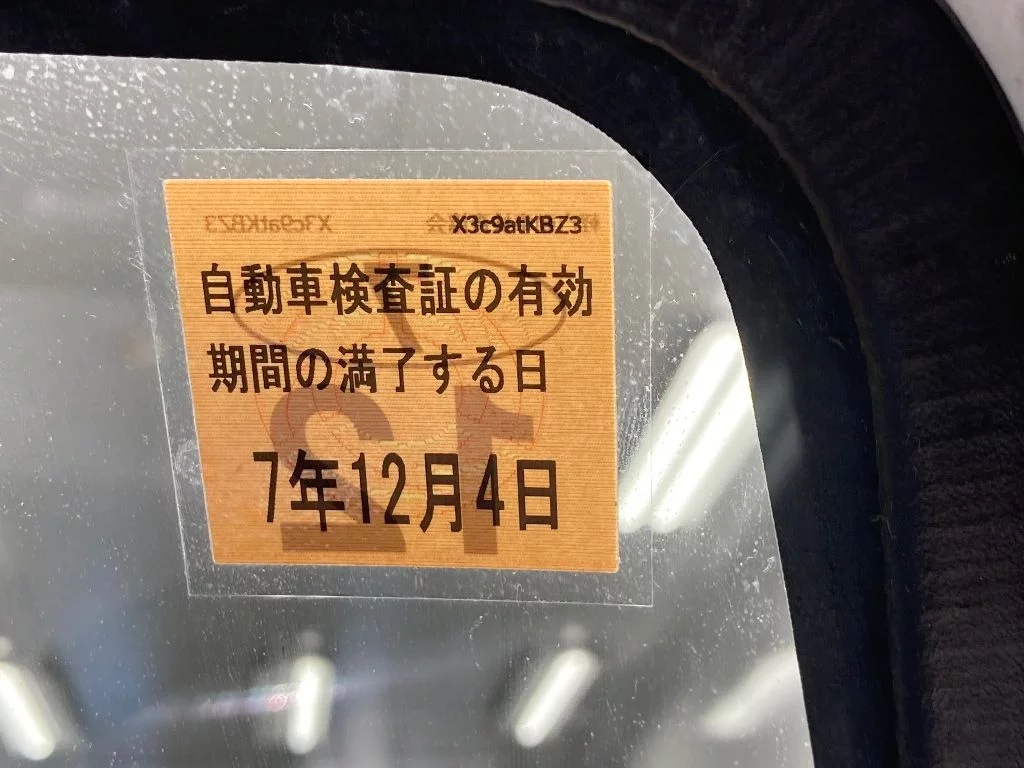 X3c9atKBZ3
自動車検査証の有効
期間の満了する日
7年12月4日